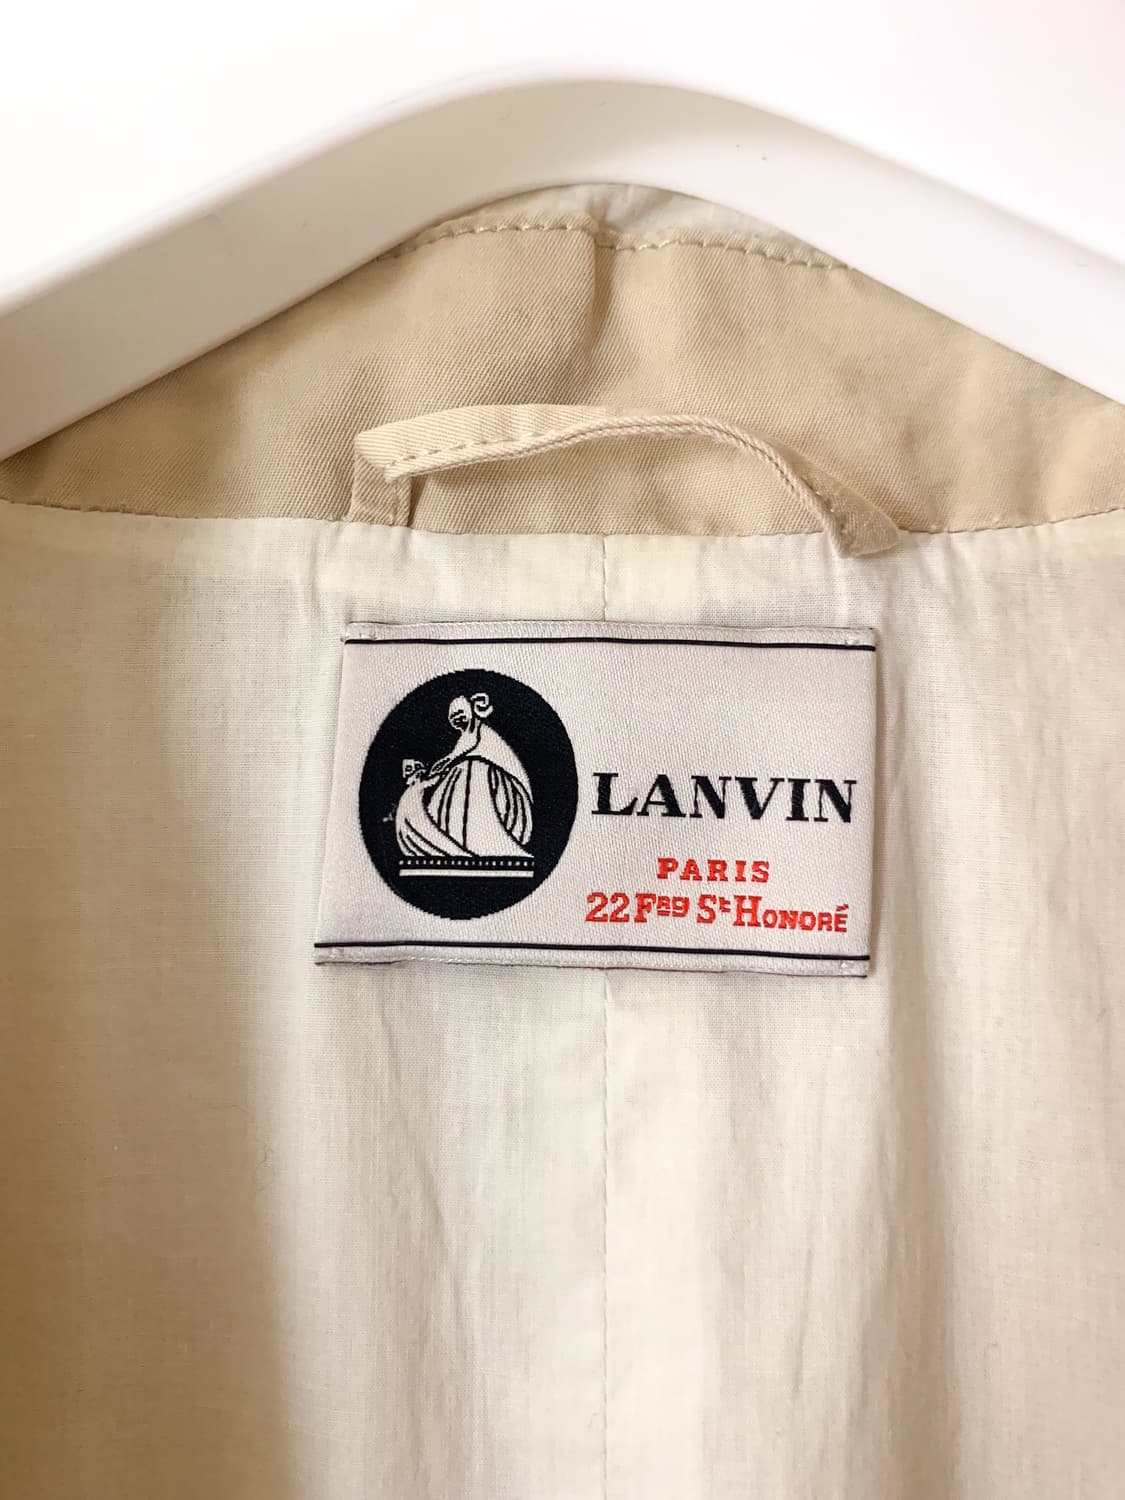 LANVIN
PARIS
22 Fbg St HONORÉ